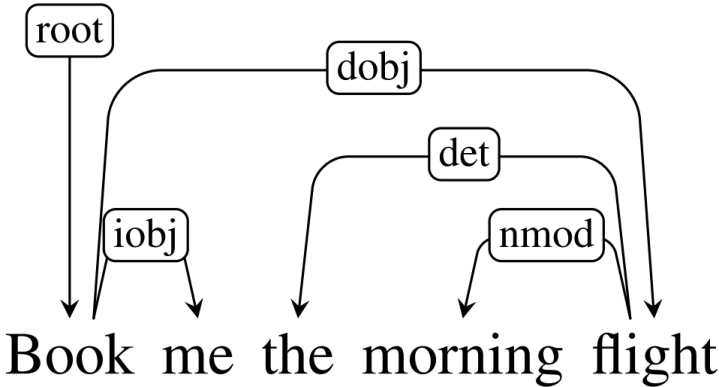 root
dobj
det
iobj nmod
Book me the morning flight